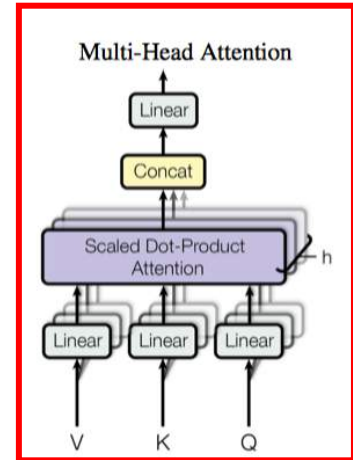 Multi-Head Attention
Linear
Concat
Scaled Dot-Product
Attention
h
Linear Linear Linear
V K Q